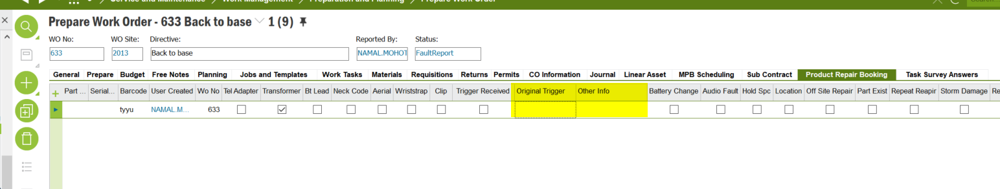 Service and Maintenance > Work Management > Preparation and Planning > Prepare Work Order
Search...
Prepare Work Order - 633 Back to base 1 (9)
WO No: WO Site: Directive: Reported By: Status:
633 2013 Back to base NAMAL.MOHOT FaultReport
General Prepare Budget Free Notes Planning Jobs and Templates Work Tasks Materials Requisitions Returns Permits CO Information Journal Linear Asset MPB Scheduling Sub Contract Product Repair Booking Task Survey Answers
Part ... Serial... Barcode User Created Wo No Tel Adapter Transformer Bt Lead Neck Code Aerial Wriststrap Clip Trigger Received Original Trigger Other Info Battery Change Audio Fault Hold Spc Location Off Site Repair Part Exist Repeat Reapir Storm Damage Re
tyyu NAMAL.M... 633